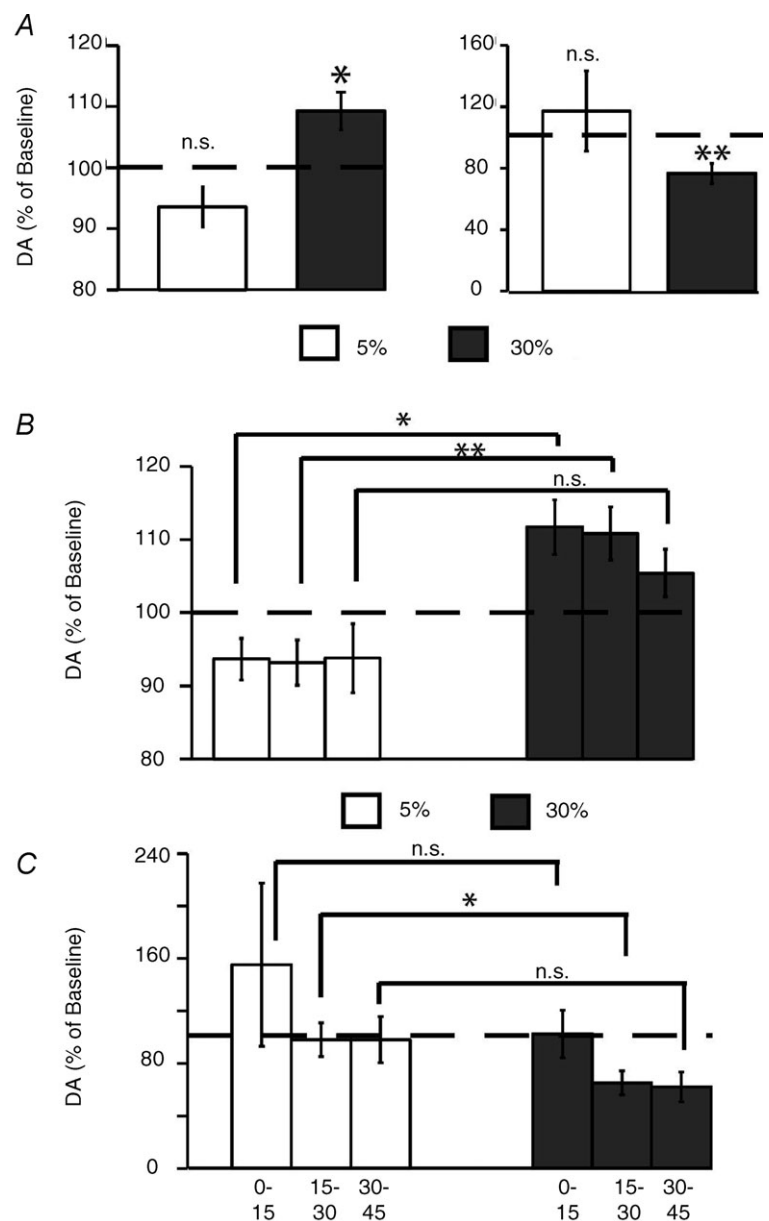 A
DA (% of Baseline)
120
110
100
90
80
n.s.
*
160
120
80
40
0
n.s.
**
5%
30%
B
DA (% of Baseline)
120
110
100
90
80
*
**
n.s.
5%
30%
C
DA (% of Baseline)
240
160
80
0
n.s.
*
n.s.
0- 15- 30- 0- 15- 30-
15 30 45 15 30 45